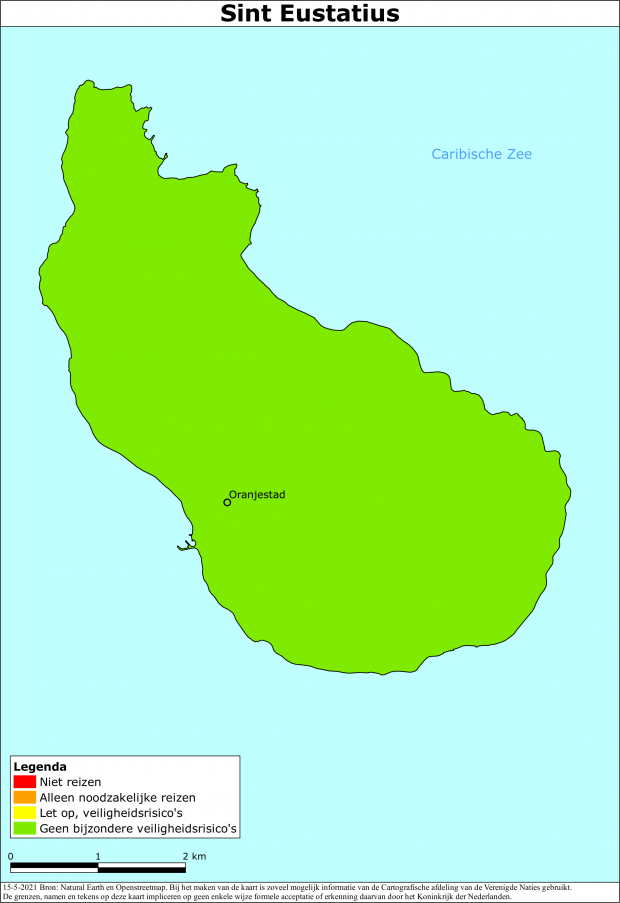 Sint Eustatius
Caribische Zee
Oranjestad
Legenda
Niet reizen
Alleen noodzakelijke reizen
Let op, veiligheidsrisico's
Geen bijzondere veiligheidsrisico's
0 1 2 km
15-5-2021 Bron: Natural Earth en Openstreetmap. Bij het maken van de kaart is zoveel mogelijk informatie van de Cartografische afdeling van de Verenigde Naties gebruikt.
De grenzen, namen en tekens op deze kaart impliceren op geen enkele wijze formele acceptatie of erkenning daarvan door het Koninkrijk der Nederlanden.